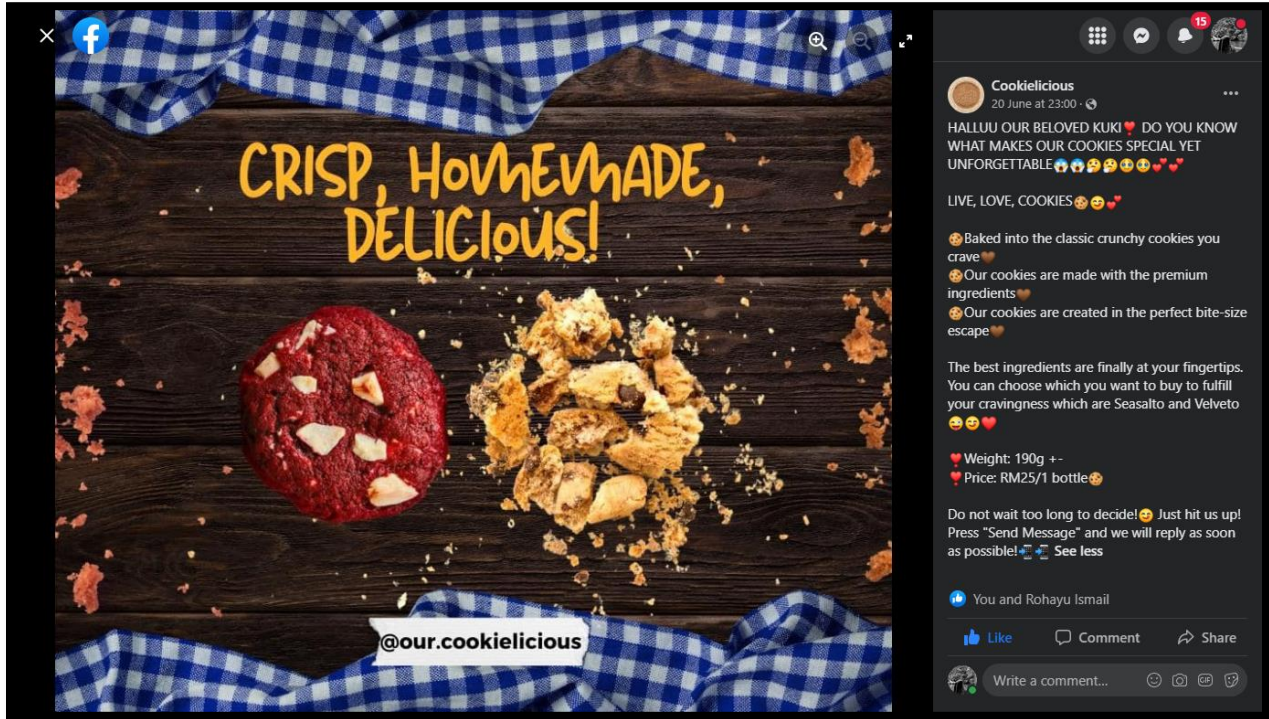 CRISP, HOMEMADE,
DELICIOUS!
@our.cookielicious
15
Cookielicious
20 June at 23:00 ·
HALLUU OUR BELOVED KUKI❣️ DO YOU KNOW
WHAT MAKES OUR COOKIES SPECIAL YET
UNFORGETTABLE😱😱🤔🤔🥹🥹💕💕
LIVE, LOVE, COOKIES🍪😋💕
🍪Baked into the classic crunchy cookies you
crave🤎
🍪Our cookies are made with the premium
ingredients🤎
🍪Our cookies are created in the perfect bite-size
escape🤎
The best ingredients are finally at your fingertips.
You can choose which you want to buy to fulfill
your cravingness which are Seasalto and Velveto
😜😋❤️
❣️Weight: 190g +-
❣️Price: RM25/1 bottle🍪
Do not wait too long to decide!😉 Just hit us up!
Press "Send Message" and we will reply as soon
as possible!📲📲 See less
You and Rohayu Ismail
Like Comment Share
Write a comment...
GIF